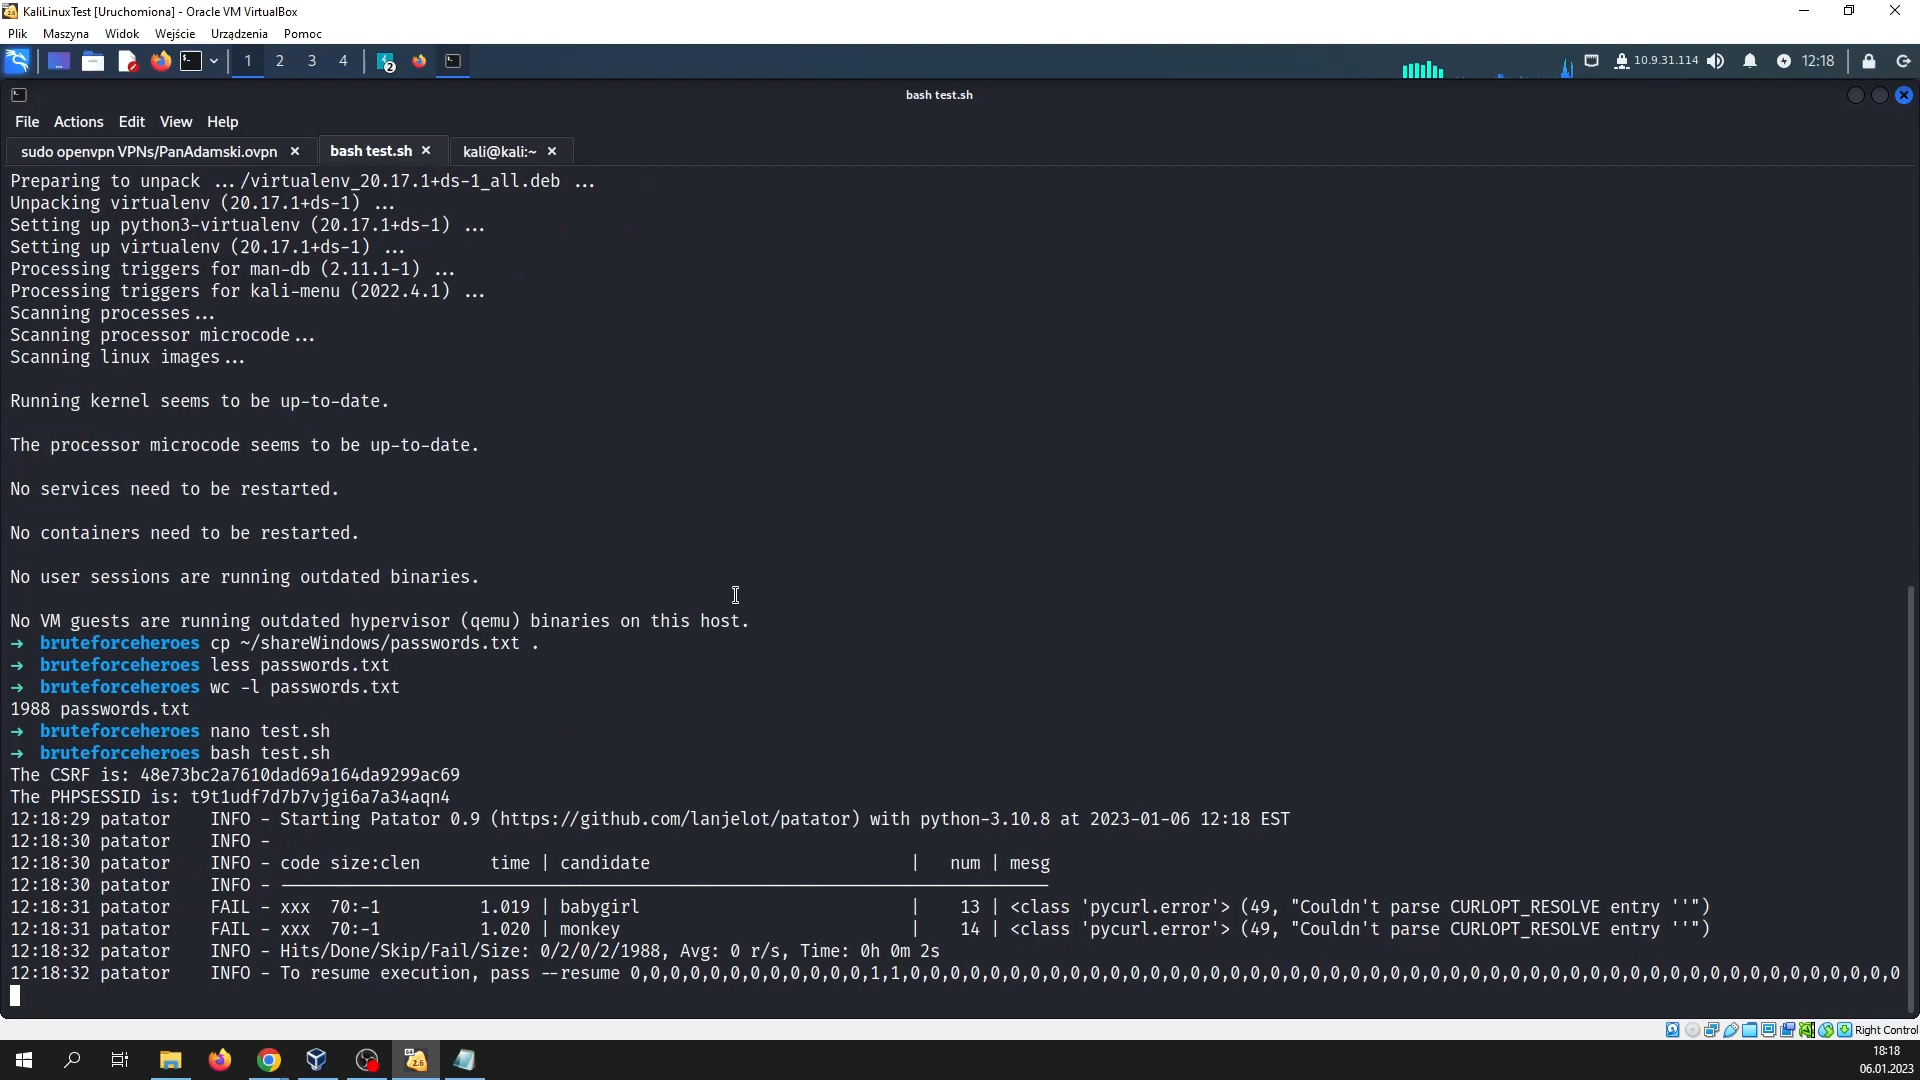 KaliLinuxTest [Uruchomiona] - Oracle VM VirtualBox
Plik Maszyna Widok Wejście Urządzenia Pomoc
1 2 3 4 2 10.9.31.114 12:18
bash test.sh
File Actions Edit View Help
sudo openvpn VPNs/PanAdamski.ovpn × bash test.sh × kali@kali:~ ×
Preparing to unpack .../virtualenv_20.17.1+ds-1_all.deb ...
Unpacking virtualenv (20.17.1+ds-1) ...
Setting up python3-virtualenv (20.17.1+ds-1) ...
Setting up virtualenv (20.17.1+ds-1) ...
Processing triggers for man-db (2.11.1-1) ...
Processing triggers for kali-menu (2022.4.1) ...
Scanning processes...
Scanning processor microcode...
Scanning linux images...
Running kernel seems to be up-to-date.
The processor microcode seems to be up-to-date.
No services need to be restarted.
No containers need to be restarted.
No user sessions are running outdated binaries.
No VM guests are running outdated hypervisor (qemu) binaries on this host.
→ bruteforceheroes cp ~/shareWindows/passwords.txt .
→ bruteforceheroes less passwords.txt
→ bruteforceheroes wc -l passwords.txt
1988 passwords.txt
→ bruteforceheroes nano test.sh
→ bruteforceheroes bash test.sh
The CSRF is: 48e73bc2a7610dad69a164da9299ac69
The PHPSESSID is: t9t1udf7d7b7vjgi6a7a34aqn4
12:18:29 patator INFO - Starting Patator 0.9 (https://github.com/lanjelot/patator) with python-3.10.8 at 2023-01-06 12:18 EST
12:18:30 patator INFO -
12:18:30 patator INFO - code size:clen time | candidate | num | mesg
12:18:30 patator INFO - ----------------------------------------------------------------------
12:18:31 patator FAIL - xxx 70:-1 1.019 | babygirl | 13 | <class 'pycurl.error'> (49, "Couldn't parse CURLOPT_RESOLVE entry ''")
12:18:31 patator FAIL - xxx 70:-1 1.020 | monkey | 14 | <class 'pycurl.error'> (49, "Couldn't parse CURLOPT_RESOLVE entry ''")
12:18:32 patator INFO - Hits/Done/Skip/Fail/Size: 0/2/0/2/1988, Avg: 0 r/s, Time: 0h 0m 2s
12:18:32 patator INFO - To resume execution, pass --resume 0,0,0,0,0,0,0,0,0,0,0,0,1,1,0,0,0,0,0,0,0,0,0,0,0,0,0,0,0,0,0,0,0,0,0,0,0,0,0,0,0,0,0,0,0,0,0,0,0,0,0,0,0,0,0,0,0,0,0,0,0,0,0,0
Right Control
18:18
06.01.2023